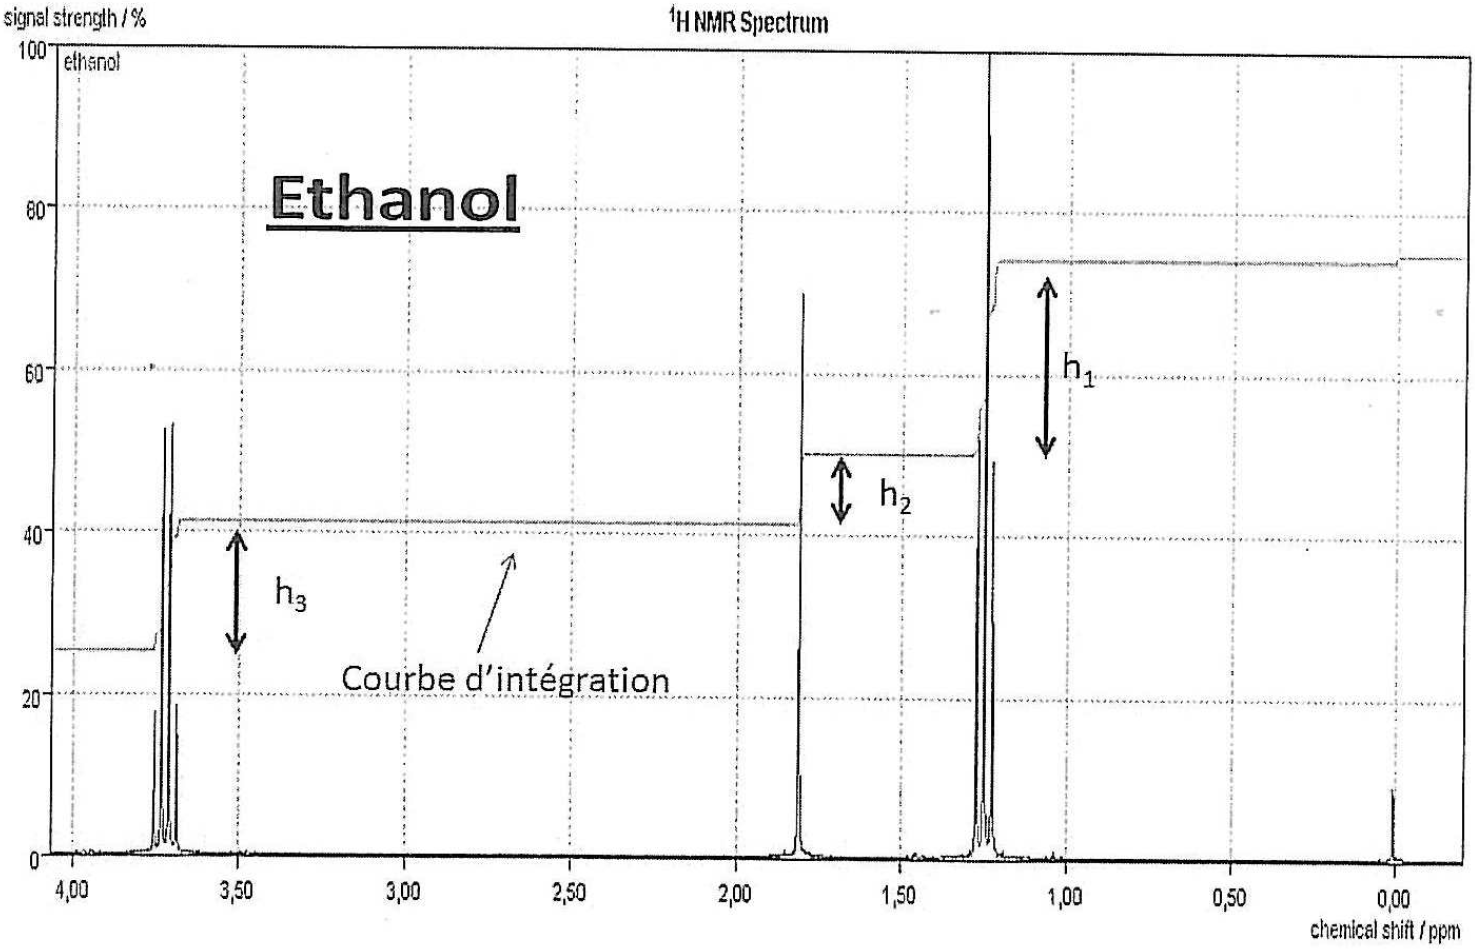 signal strength / %
¹H NMR Spectrum
100
ethanol
Ethanol
80
60
h₁
h₂
40
h₃
Courbe d'intégration
20
0
4,00 3,50 3,00 2,50 2,00 1,50 1,00 0,50 0,00
chemical shift / ppm